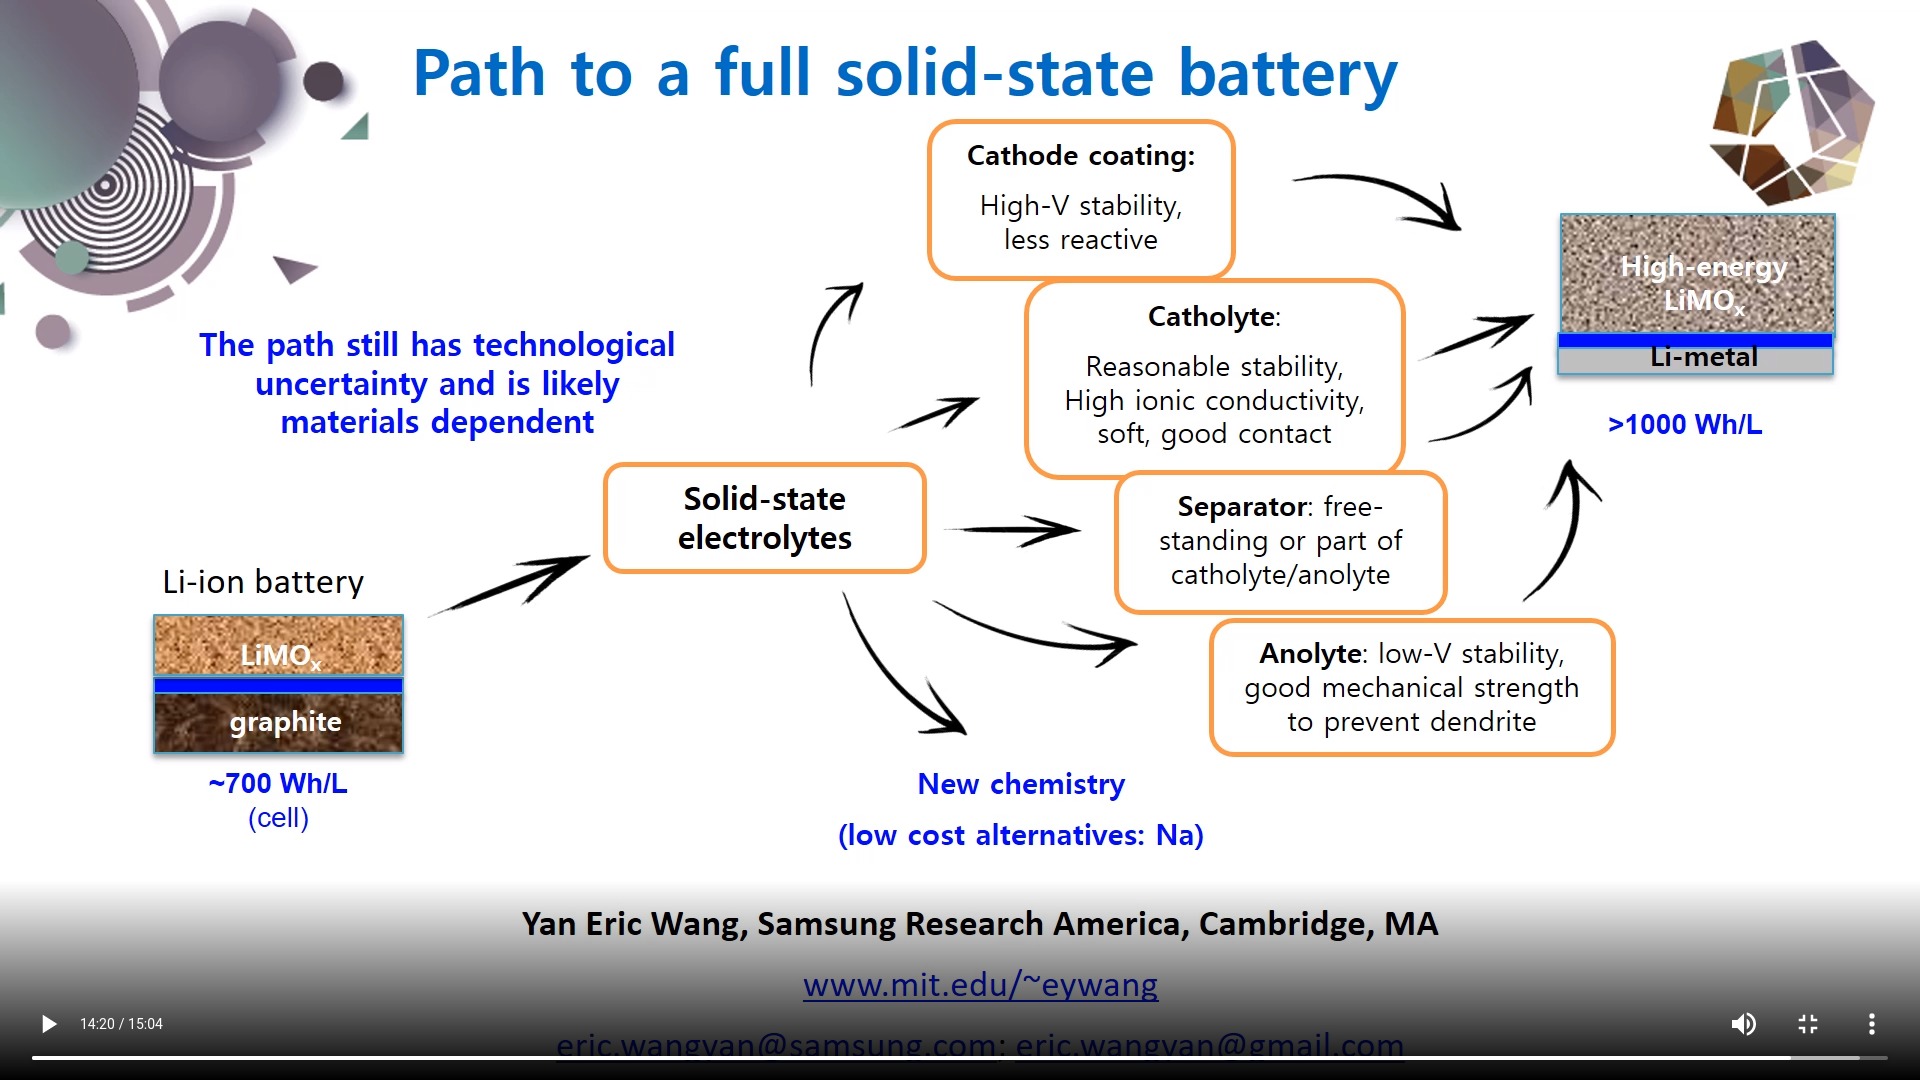 Path to a full solid-state battery
Cathode coating:
High-V stability,
less reactive
High-energy
LiMOx
Li-metal
>1000 Wh/L
Catholyte:
Reasonable stability,
High ionic conductivity,
soft, good contact
The path still has technological
uncertainty and is likely
materials dependent
Solid-state
electrolytes
Separator: free-
standing or part of
catholyte/anolyte
Li-ion battery
LiMOx
graphite
~700 Wh/L
(cell)
Anolyte: low-V stability,
good mechanical strength
to prevent dendrite
New chemistry
(low cost alternatives: Na)
Yan Eric Wang, Samsung Research America, Cambridge, MA
www.mit.edu/~eywang
14:20 / 15:04
eric.wangyan@samsung.com; eric.wangyan@gmail.com